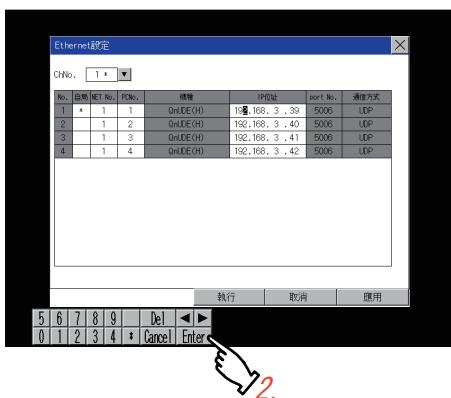 Ethernet設定
ChNo. 1 *
No. 自局 NET No. PCNo. 機種 IP位址 port No. 通信方式
1 * 1 1 QnUDE(H) 192.168. 3 .39 5006 UDP
2 1 2 QnUDE(H) 192.168. 3 .40 5006 UDP
3 1 3 QnUDE(H) 192.168. 3 .41 5006 UDP
4 1 4 QnUDE(H) 192.168. 3 .42 5006 UDP
執行 取消 應用
5 6 7 8 9 Del ◀ ▶
0 1 2 3 4 * Cancel Enter
2.